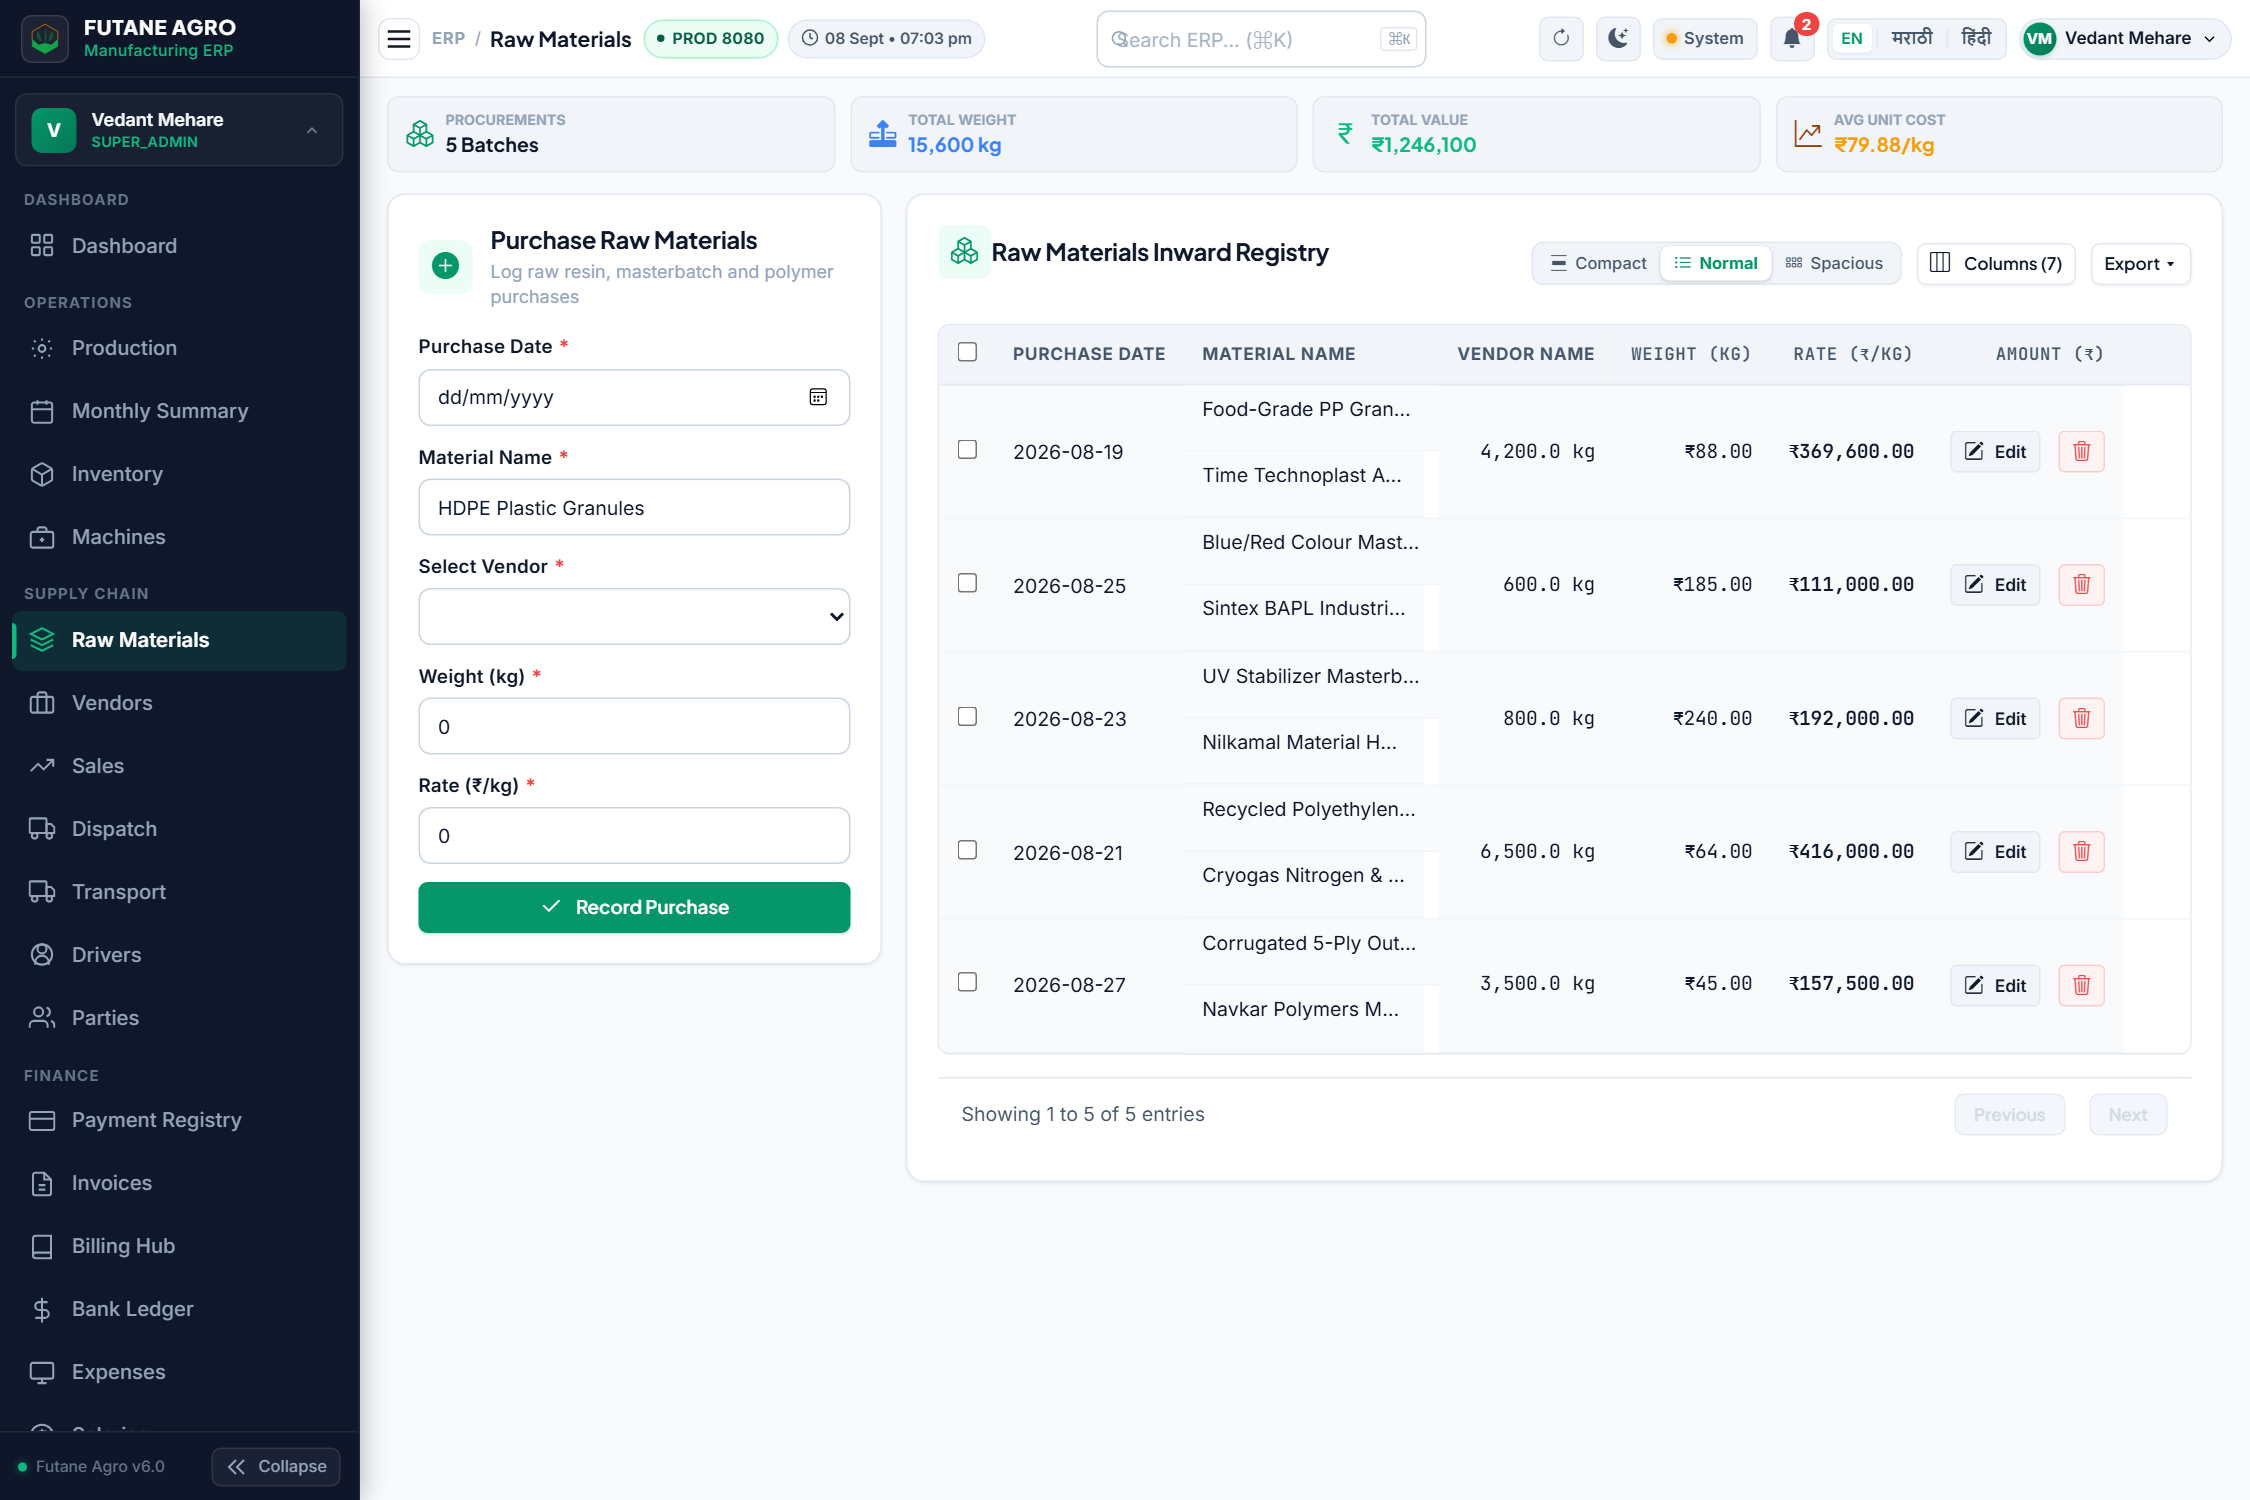 FUTANE AGRO
Manufacturing ERP
V
Vedant Mehare
SUPER_ADMIN
DASHBOARD
Dashboard
OPERATIONS
Production
Monthly Summary
Inventory
Machines
SUPPLY CHAIN
Raw Materials
Vendors
Sales
Dispatch
Transport
Drivers
Parties
FINANCE
Payment Registry
Invoices
Billing Hub
Bank Ledger
Expenses
Futane Agro v6.0
Collapse
ERP / Raw Materials
PROD 8080
08 Sept • 07:03 pm
Search ERP... (⌘K)
⌘K
System
2
EN
मराठी
हिंदी
VM
Vedant Mehare
PROCUREMENTS
5 Batches
TOTAL WEIGHT
15,600 kg
TOTAL VALUE
₹1,246,100
AVG UNIT COST
₹79.88/kg
Purchase Raw Materials
Log raw resin, masterbatch and polymer
purchases
Purchase Date *
dd/mm/yyyy
Material Name *
HDPE Plastic Granules
Select Vendor *
Weight (kg) *
0
Rate (₹/kg) *
0
Record Purchase
Raw Materials Inward Registry
Compact
Normal
Spacious
Columns (7)
Export
PURCHASE DATE MATERIAL NAME VENDOR NAME WEIGHT (KG) RATE (₹/KG) AMOUNT (₹)
Food-Grade PP Gran...
2026-08-19 4,200.0 kg ₹88.00 ₹369,600.00 Edit
Time Technoplast A...
Blue/Red Colour Mast...
2026-08-25 600.0 kg ₹185.00 ₹111,000.00 Edit
Sintex BAPL Industri...
UV Stabilizer Masterb...
2026-08-23 800.0 kg ₹240.00 ₹192,000.00 Edit
Nilkamal Material H...
Recycled Polyethylen...
2026-08-21 6,500.0 kg ₹64.00 ₹416,000.00 Edit
Cryogas Nitrogen & ...
Corrugated 5-Ply Out...
2026-08-27 3,500.0 kg ₹45.00 ₹157,500.00 Edit
Navkar Polymers M...
Showing 1 to 5 of 5 entries
Previous
Next